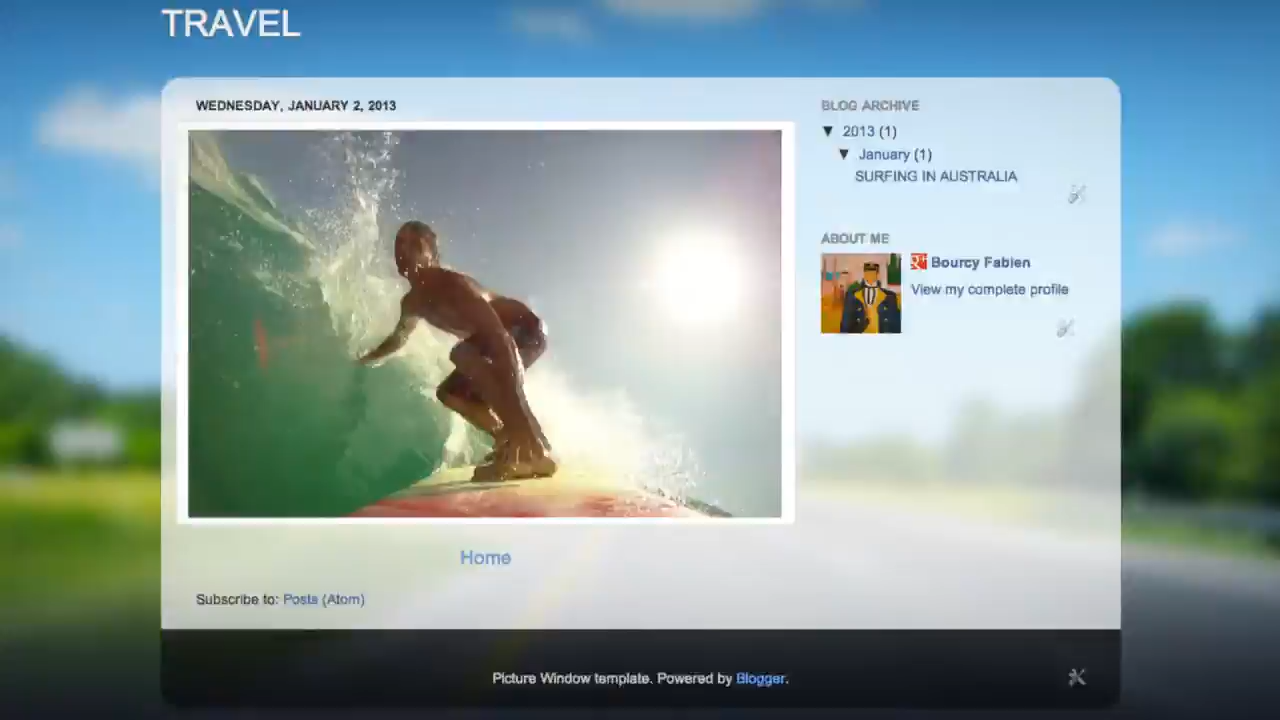 TRAVEL
WEDNESDAY, JANUARY 2, 2013
BLOG ARCHIVE
▼ 2013 (1)
▼ January (1)
SURFING IN AUSTRALIA
ABOUT ME
Bourcy Fabien
View my complete profile
Home
Subscribe to: Posts (Atom)
Picture Window template. Powered by Blogger.